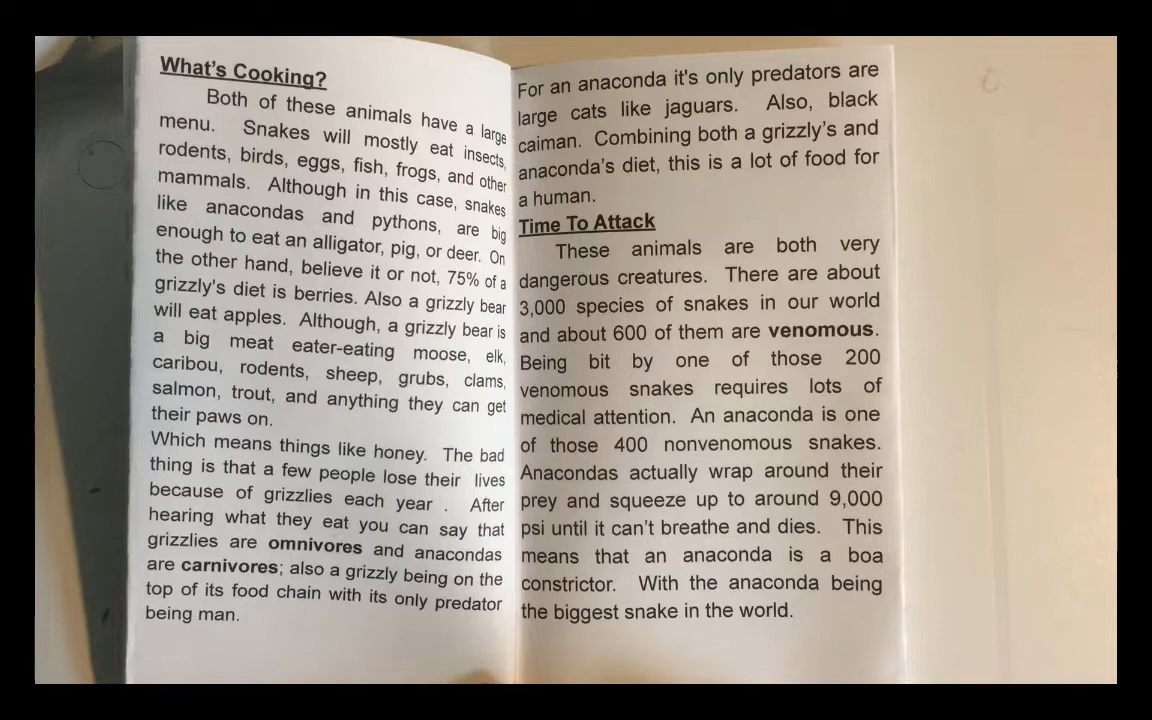 What's Cooking?
Both of these animals have a large
menu. Snakes will mostly eat insects,
rodents, birds, eggs, fish, frogs, and other
mammals. Although in this case, snakes
like anacondas and pythons, are big
enough to eat an alligator, pig, or deer. On
the other hand, believe it or not, 75% of a
grizzly's diet is berries. Also a grizzly bear
will eat apples. Although, a grizzly bear is
a big meat eater-eating moose, elk,
caribou, rodents, sheep, grubs, clams,
salmon, trout, and anything they can get
their paws on.
Which means things like honey. The bad
thing is that a few people lose their lives
because of grizzlies each year . After
hearing what they eat you can say that
grizzlies are omnivores and anacondas
are carnivores; also a grizzly being on the
top of its food chain with its only predator
being man.
For an anaconda it's only predators are
large cats like jaguars. Also, black
caiman. Combining both a grizzly's and
anaconda's diet, this is a lot of food for
a human.
Time To Attack
These animals are both very
dangerous creatures. There are about
3,000 species of snakes in our world
and about 600 of them are venomous.
Being bit by one of those 200
venomous snakes requires lots of
medical attention. An anaconda is one
of those 400 nonvenomous snakes.
Anacondas actually wrap around their
prey and squeeze up to around 9,000
psi until it can't breathe and dies. This
means that an anaconda is a boa
constrictor. With the anaconda being
the biggest snake in the world.